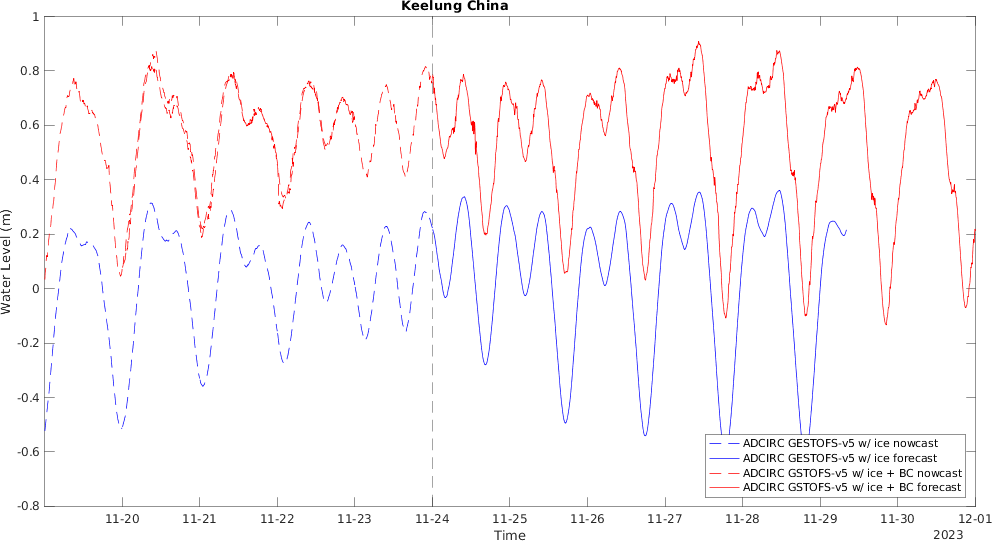 Keelung China
1
0.8
0.6
0.4
0.2
0
-0.2
-0.4
-0.6
-0.8
Water Level (m)
ADCIRC GESTOFS-v5 w/ ice nowcast
ADCIRC GESTOFS-v5 w/ ice forecast
ADCIRC GSTOFS-v5 w/ ice + BC nowcast
ADCIRC GSTOFS-v5 w/ ice + BC forecast
11-20 11-21 11-22 11-23 11-24 11-25 11-26 11-27 11-28 11-29 11-30 12-01
Time 2023